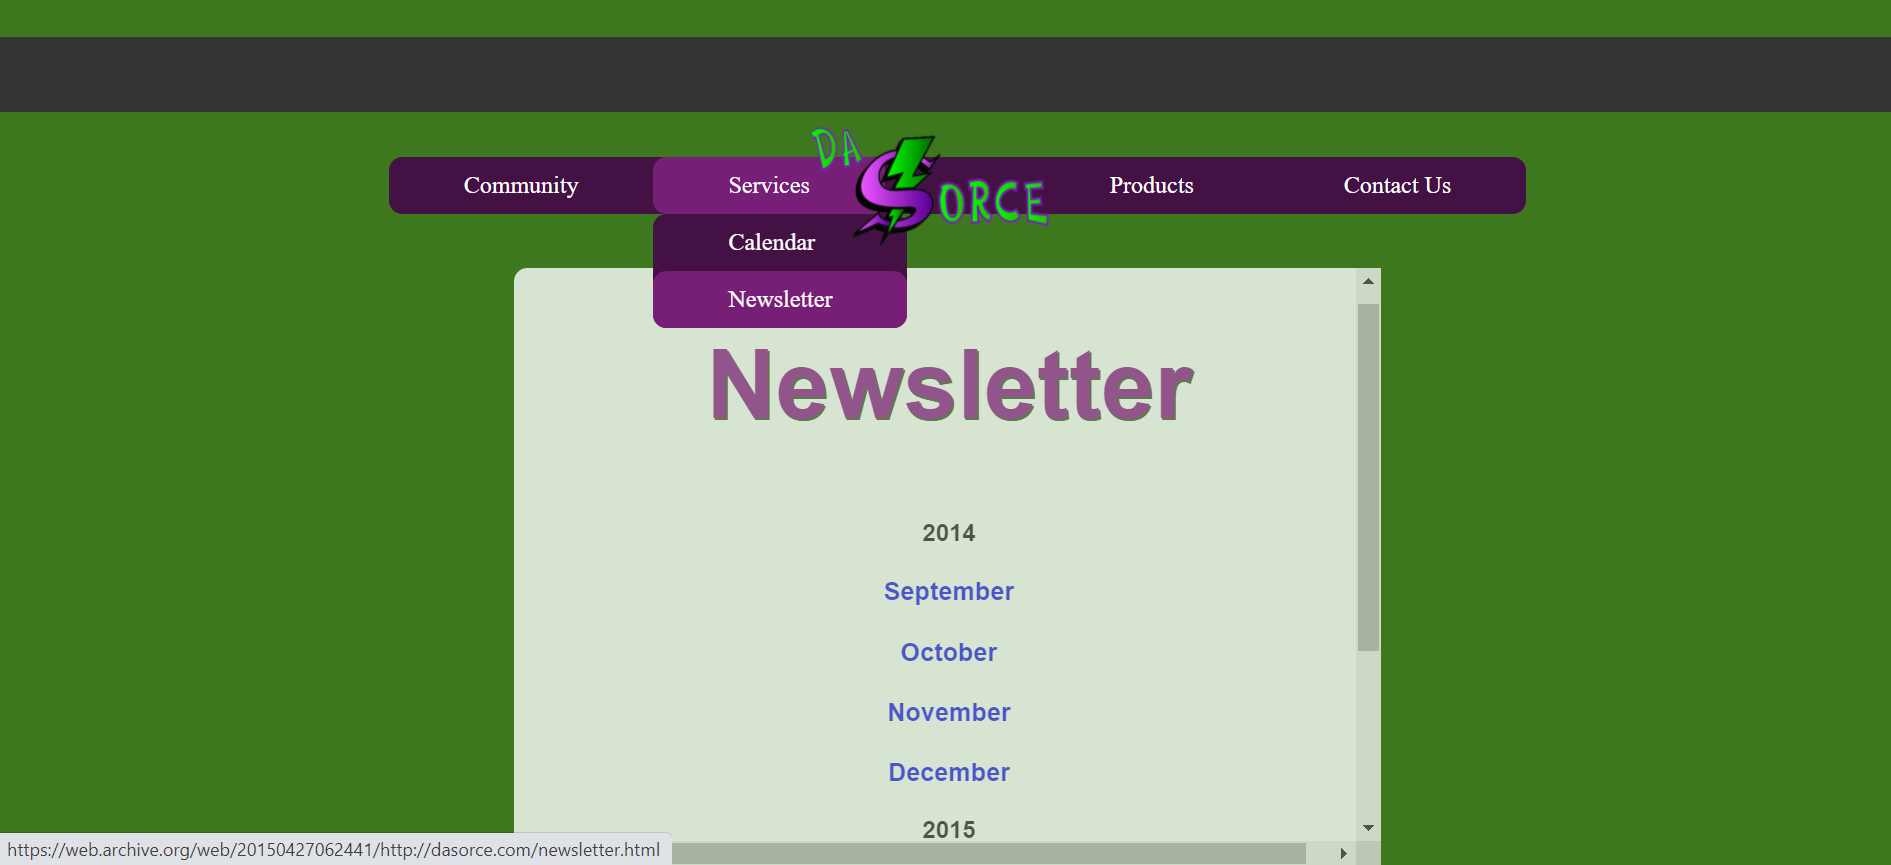 DA SORCE
Community Services Products Contact Us
Calendar
Newsletter
Newsletter
2014
September
October
November
December
2015
https://web.archive.org/web/20150427062441/http://dasorce.com/newsletter.html